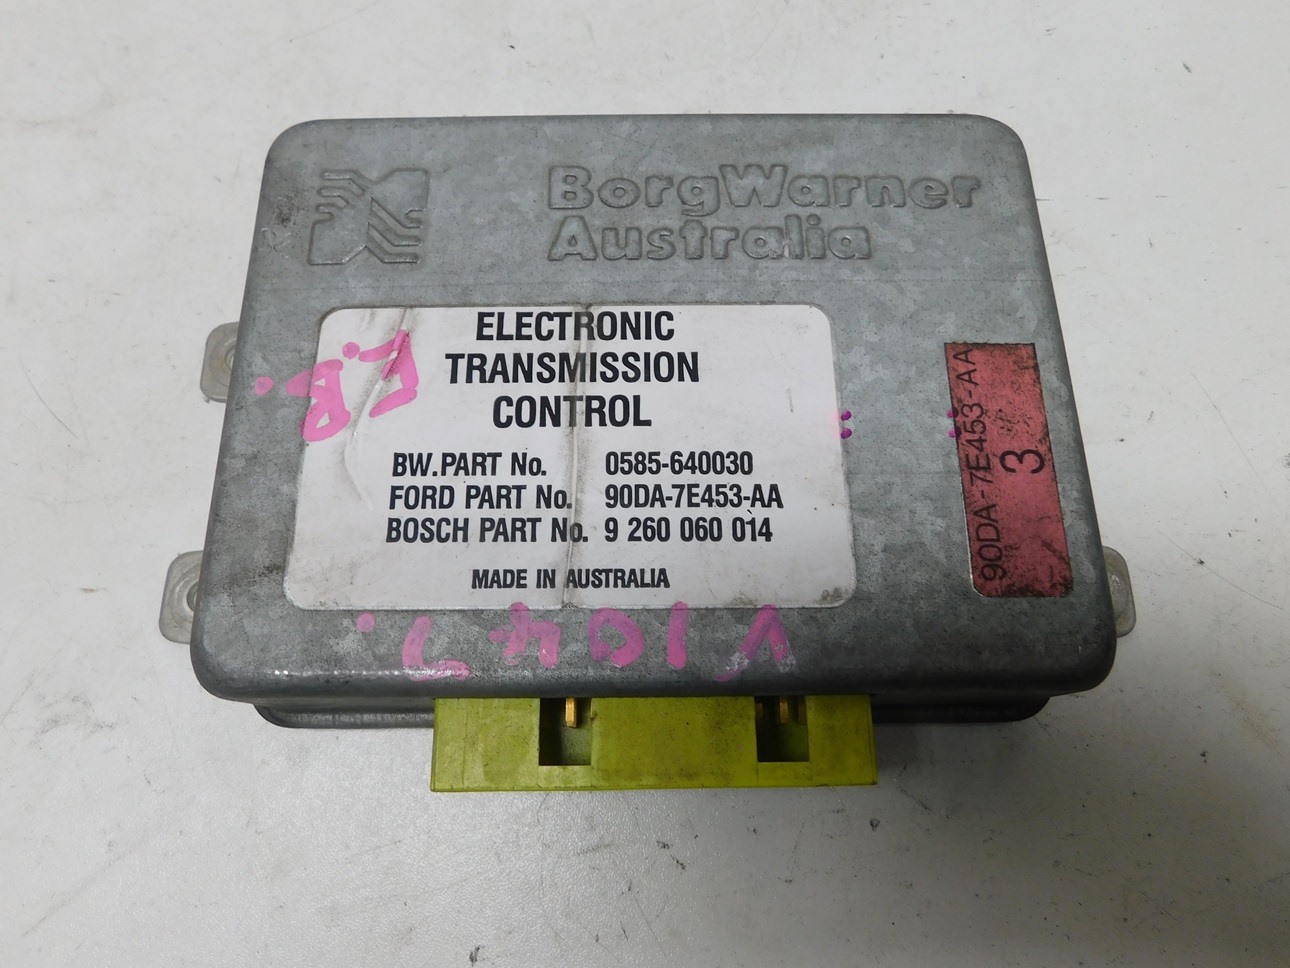 BorgWarner
Australia
ELECTRONIC
TRANSMISSION
CONTROL
BW.PART No. 0585-640030
FORD PART No. 90DA-7E453-AA
BOSCH PART No. 9 260 060 014
MADE IN AUSTRALIA
90DA-7E453-AA
3